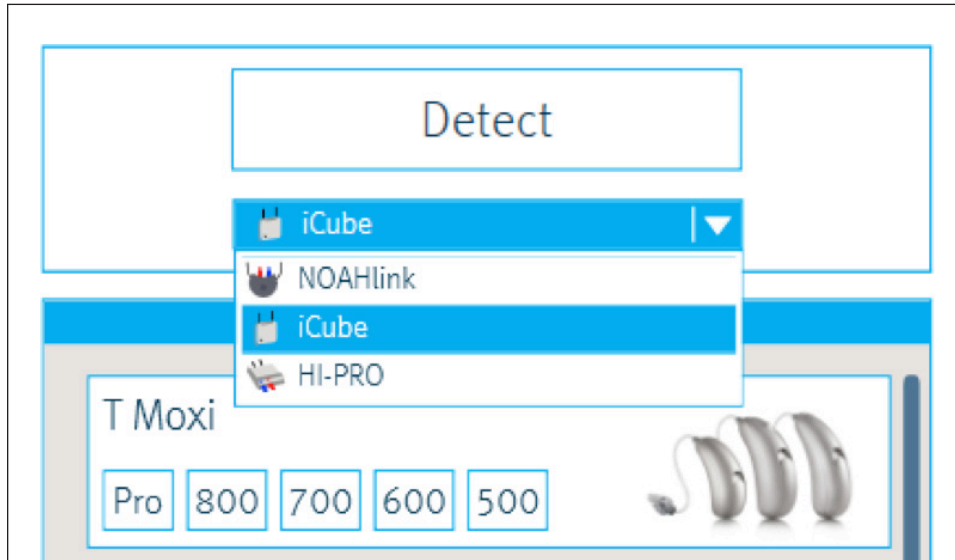 Detect
iCube
NOAHlink
iCube
HI-PRO
T Moxi
Pro 800 700 600 500